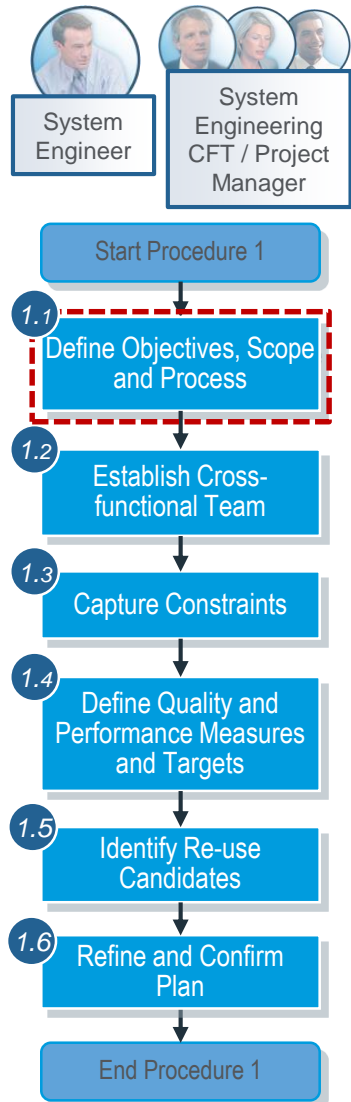 System
Engineer
System
Engineering
CFT / Project
Manager
Start Procedure 1
1.1
Define Objectives, Scope
and Process
1.2
Establish Cross-
functional Team
1.3
Capture Constraints
1.4
Define Quality and
Performance Measures
and Targets
1.5
Identify Re-use
Candidates
1.6
Refine and Confirm
Plan
End Procedure 1